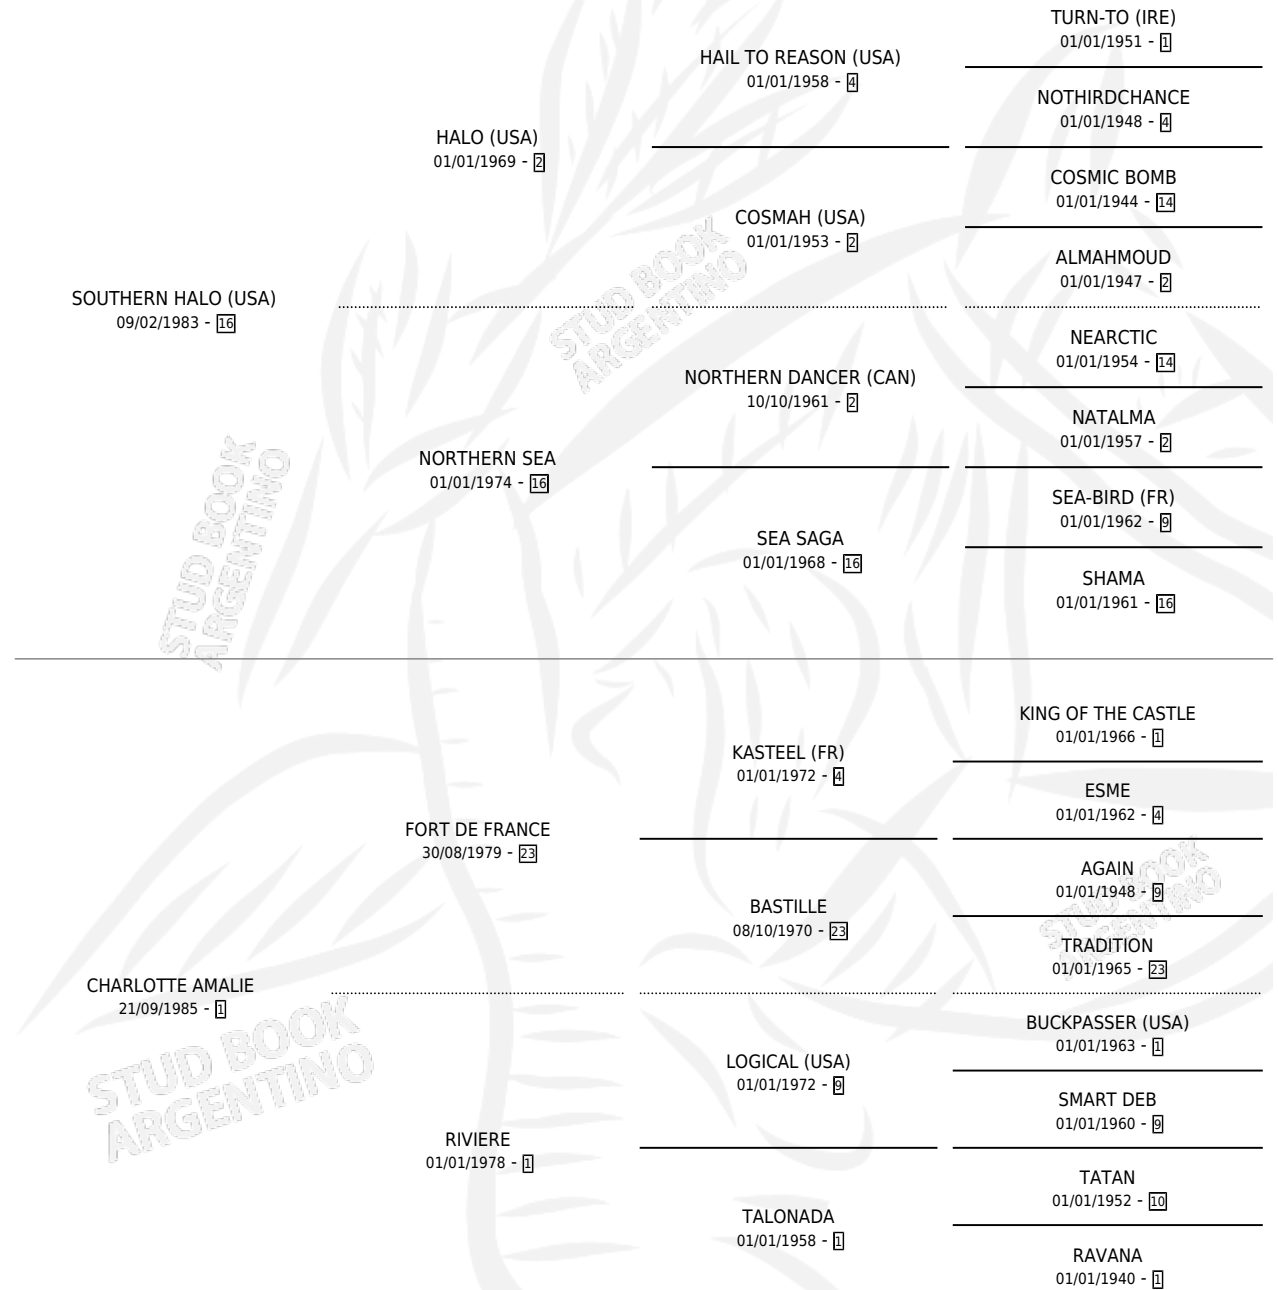 TURN-TO (IRE)
01/01/1951 - 1
HAIL TO REASON (USA)
01/01/1958 - 4
NOTHIRDCHANCE
01/01/1948 - 4
HALO (USA)
01/01/1969 - 2
COSMIC BOMB
01/01/1944 - 14
COSMAH (USA)
01/01/1953 - 2
ALMAHMOUD
01/01/1947 - 2
SOUTHERN HALO (USA)
09/02/1983 - 16
STUD BOOK
ARGENTINO
NEARCTIC
01/01/1954 - 14
NORTHERN DANCER (CAN)
10/10/1961 - 2
NATALMA
01/01/1957 - 2
NORTHERN SEA
01/01/1974 - 16
SEA-BIRD (FR)
01/01/1962 - 9
SEA SAGA
01/01/1968 - 16
SHAMA
01/01/1961 - 16
STUD BOOK
ARGENTINO
KING OF THE CASTLE
01/01/1966 - 1
KASTEEL (FR)
01/01/1972 - 4
ESME
01/01/1962 - 4
FORT DE FRANCE
30/08/1979 - 23
AGAIN
01/01/1948 - 9
BASTILLE
08/10/1970 - 23
STUD BOOK
ARGENTINO
TRADITION
01/01/1965 - 23
CHARLOTTE AMALIE
21/09/1985 - 1
STUD BOOK
ARGENTINO
BUCKPASSER (USA)
01/01/1963 - 1
LOGICAL (USA)
01/01/1972 - 9
SMART DEB
01/01/1960 - 9
RIVIERE
01/01/1978 - 1
TATAN
01/01/1952 - 10
TALONADA
01/01/1958 - 1
RAVANA
01/01/1940 - 1